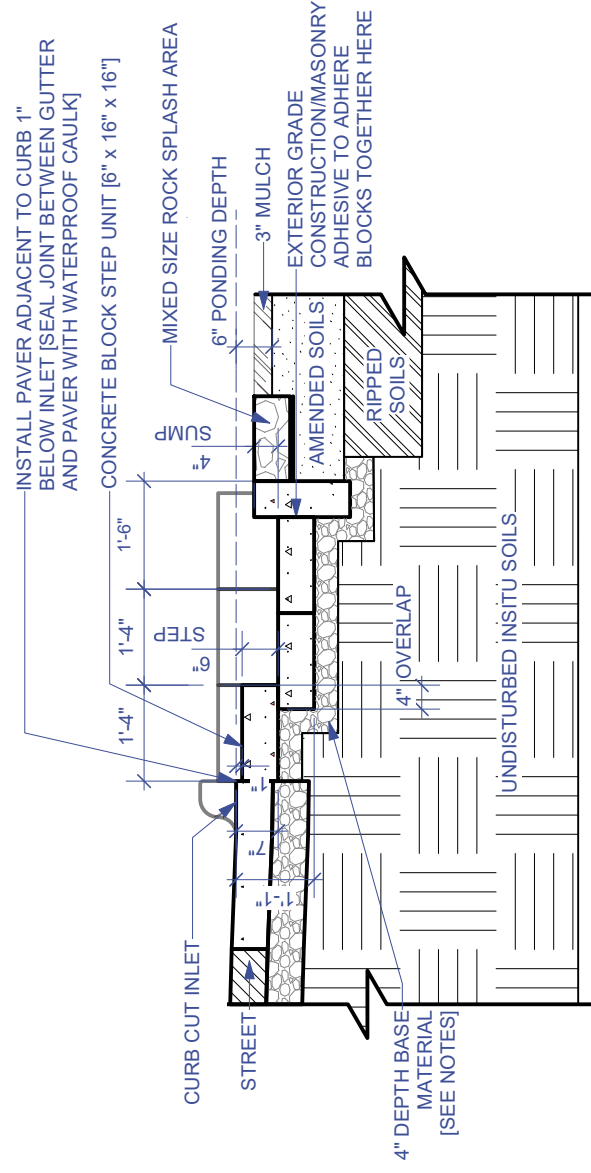 INSTALL PAVER ADJACENT TO CURB 1"
BELOW INLET [SEAL JOINT BETWEEN GUTTER
AND PAVER WITH WATERPROOF CAULK]
CONCRETE BLOCK STEP UNIT [6" x 16" x 16"]
MIXED SIZE ROCK SPLASH AREA
6" PONDING DEPTH
3" MULCH
EXTERIOR GRADE
CONSTRUCTION/MASONRY
ADHESIVE TO ADHERE
BLOCKS TOGETHER HERE
1'-4"
1'-4"
1'-6"
6"
STEP
4"
SUMP
CURB CUT INLET
STREET
1"
7"
1'-1"
AMENDED SOILS
RIPPED
SOILS
4" OVERLAP
UNDISTURBED INSITU SOILS
4" DEPTH BASE
MATERIAL
[SEE NOTES]